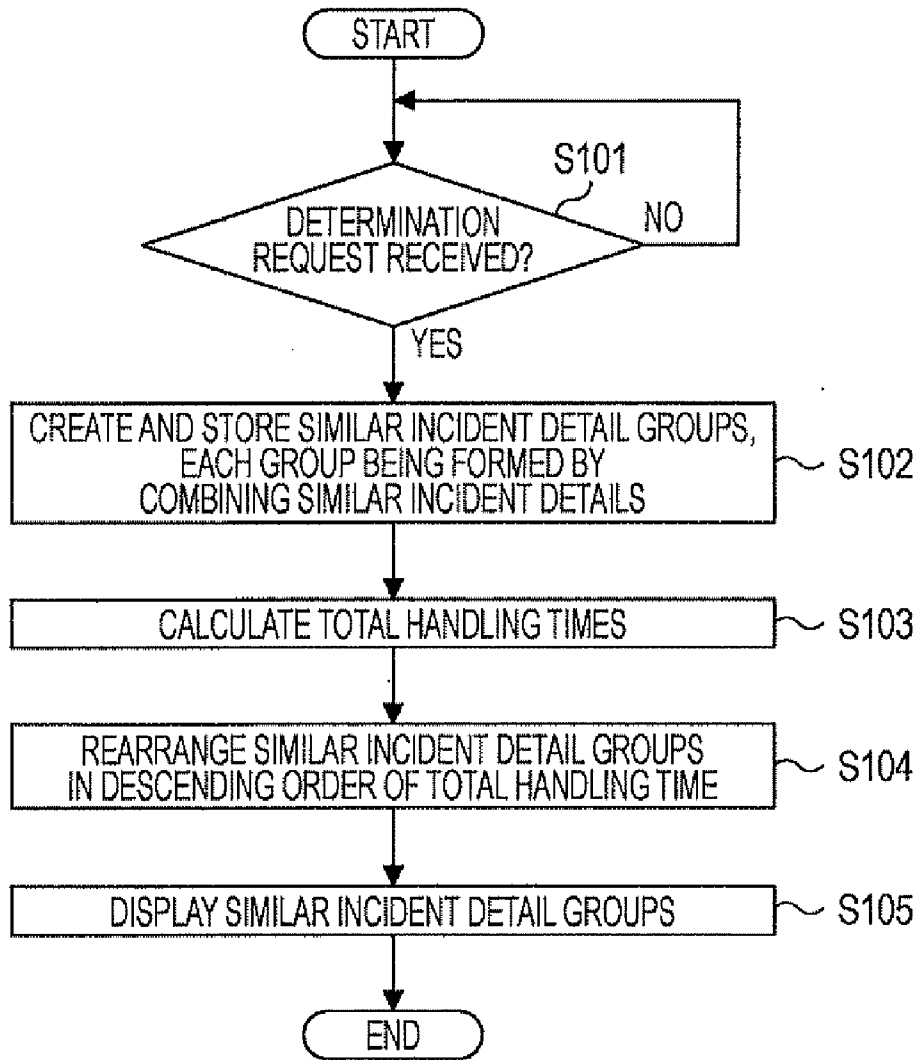 START
S101
DETERMINATION
REQUEST RECEIVED?
NO
YES
CREATE AND STORE SIMILAR INCIDENT DETAIL GROUPS,
EACH GROUP BEING FORMED BY
COMBINING SIMILAR INCIDENT DETAILS
S102
CALCULATE TOTAL HANDLING TIMES
S103
REARRANGE SIMILAR INCIDENT DETAIL GROUPS
IN DESCENDING ORDER OF TOTAL HANDLING TIME
S104
DISPLAY SIMILAR INCIDENT DETAIL GROUPS
S105
END